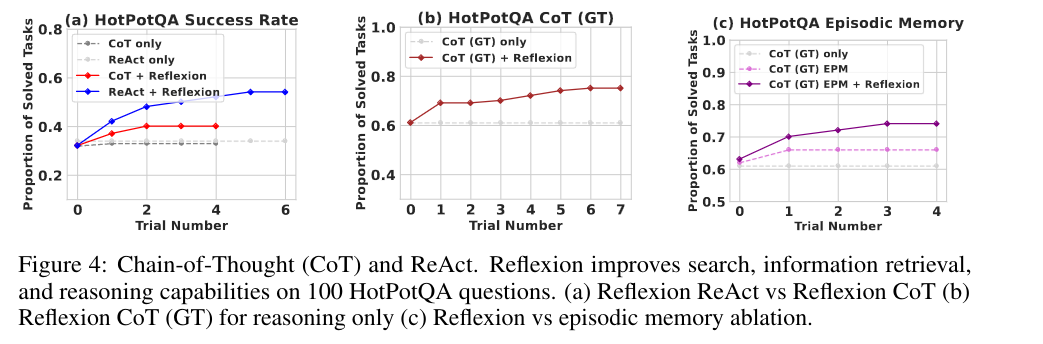 (a) HotPotQA Success Rate
Proportion of Solved Tasks
0.8
0.6
0.4
0.2
CoT only
ReAct only
CoT + Reflexion
ReAct + Reflexion
0 2 4 6
Trial Number
(b) HotPotQA CoT (GT)
Proportion of Solved Tasks
1.0
0.8
0.6
0.4
CoT (GT) only
CoT (GT) + Reflexion
0 1 2 3 4 5 6 7
Trial Number
(c) HotPotQA Episodic Memory
Proportion of Solved Tasks
1.0
0.9
0.8
0.7
0.6
0.5
CoT (GT) only
CoT (GT) EPM
CoT (GT) EPM + Reflexion
0 1 2 3 4
Trial Number
Figure 4: Chain-of-Thought (CoT) and ReAct. Reflexion improves search, information retrieval,
and reasoning capabilities on 100 HotPotQA questions. (a) Reflexion ReAct vs Reflexion CoT (b)
Reflexion CoT (GT) for reasoning only (c) Reflexion vs episodic memory ablation.